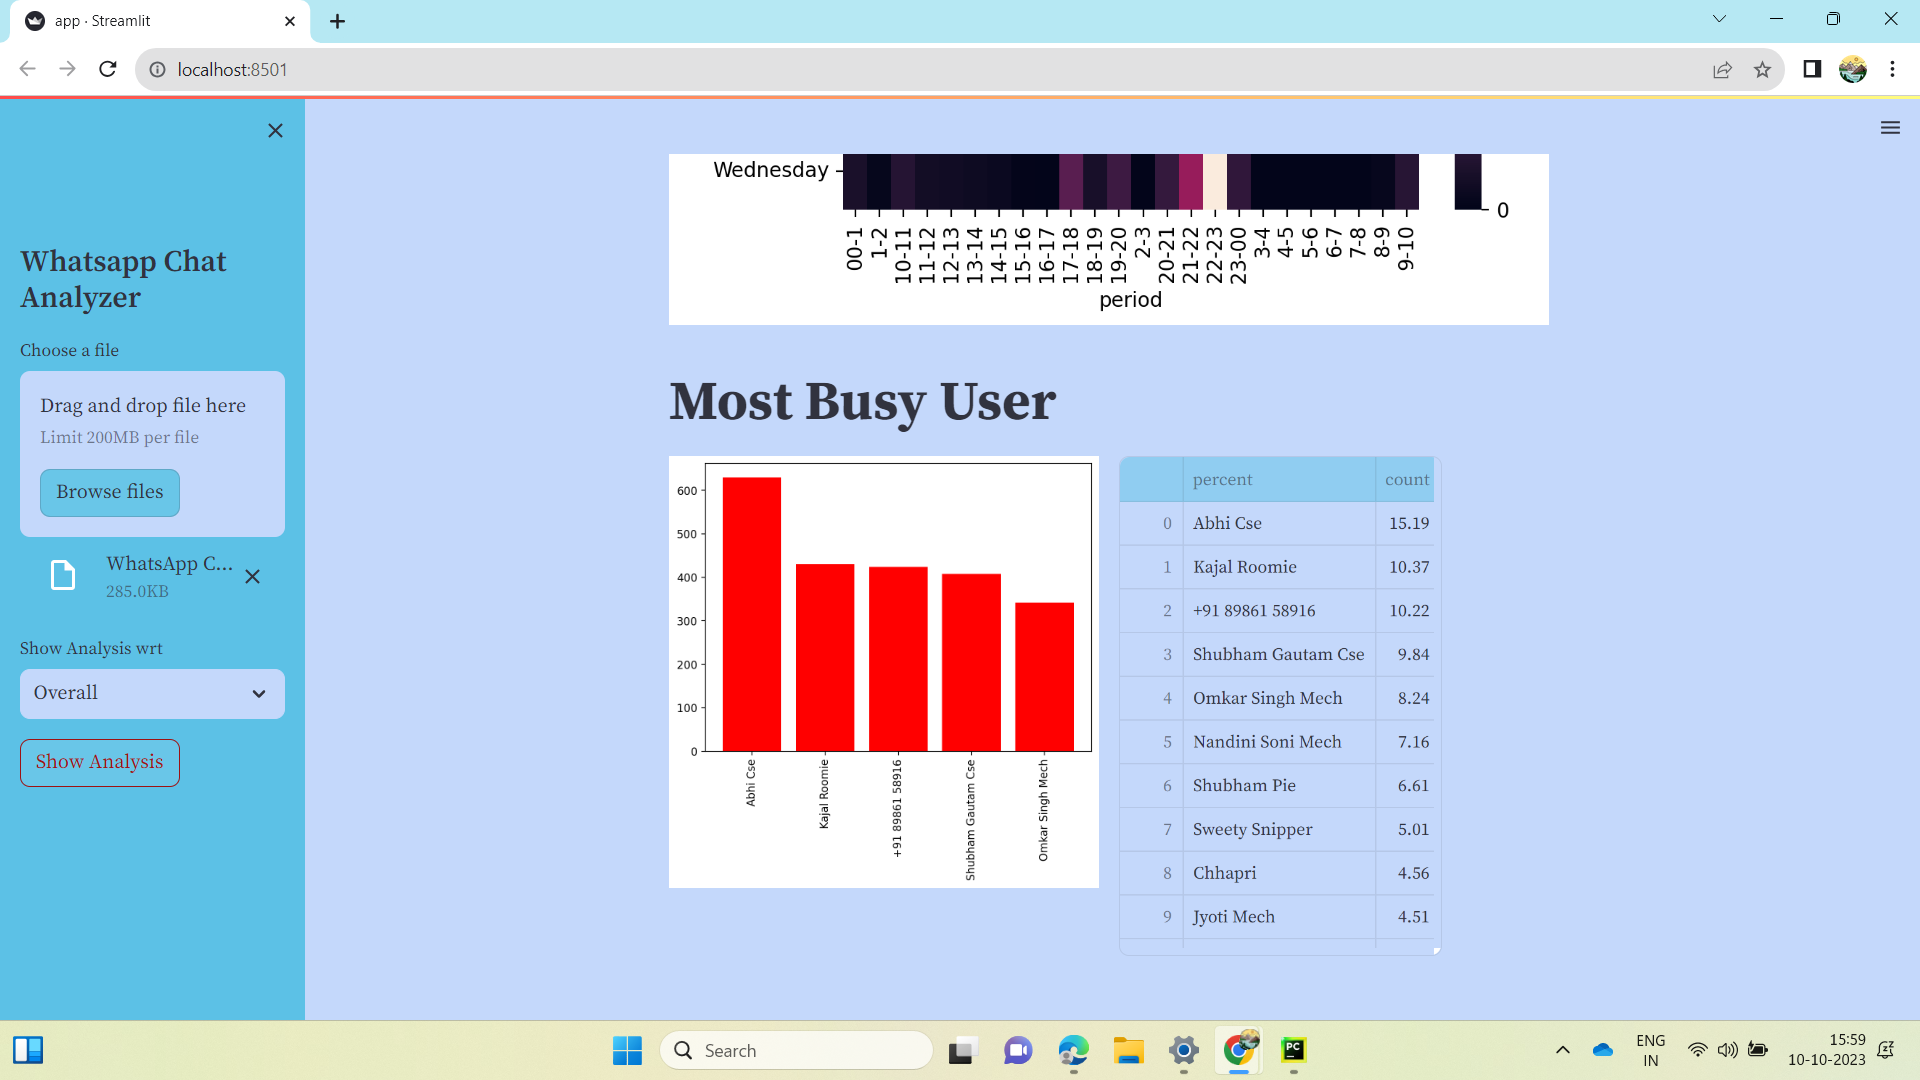 app · Streamlit
localhost:8501
Whatsapp Chat
Analyzer
Choose a file
Drag and drop file here
Limit 200MB per file
Browse files
WhatsApp C...
285.0KB
Show Analysis wrt
Overall
Show Analysis
Wednesday
0
00-1 1-2 10-11 11-12 12-13 13-14 14-15 15-16 16-17 17-18 18-19 19-20 2-3 20-21 21-22 22-23 23-00 3-4 4-5 5-6 6-7 7-8 8-9 9-10
period
Most Busy User
600
500
400
300
200
100
0
Abhi Cse
Kajal Roomie
+91 89861 58916
Shubham Gautam Cse
Omkar Singh Mech
percent count
0 Abhi Cse 15.19
1 Kajal Roomie 10.37
2 +91 89861 58916 10.22
3 Shubham Gautam Cse 9.84
4 Omkar Singh Mech 8.24
5 Nandini Soni Mech 7.16
6 Shubham Pie 6.61
7 Sweety Snipper 5.01
8 Chhapri 4.56
9 Jyoti Mech 4.51
Search
PC
ENG
IN
15:59
10-10-2023